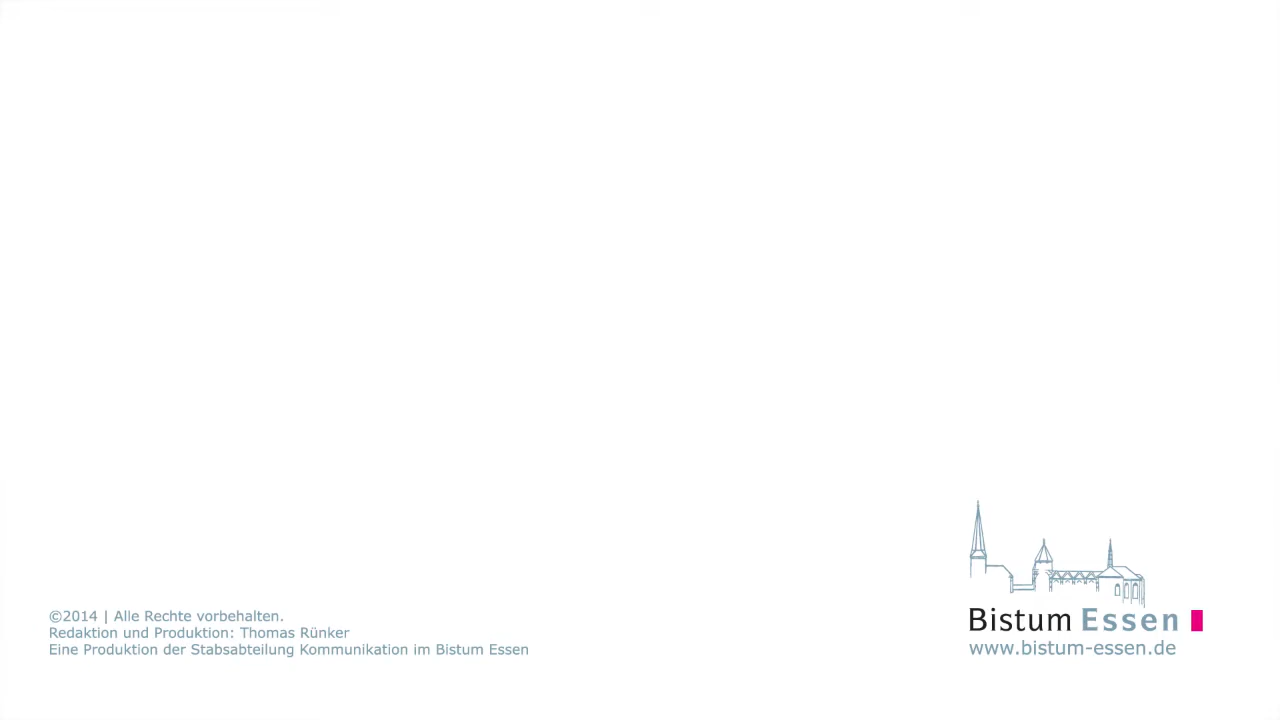 ©2014 | Alle Rechte vorbehalten.
Redaktion und Produktion: Thomas Rünker
Eine Produktion der Stabsabteilung Kommunikation im Bistum Essen
Bistum Essen
www.bistum-essen.de